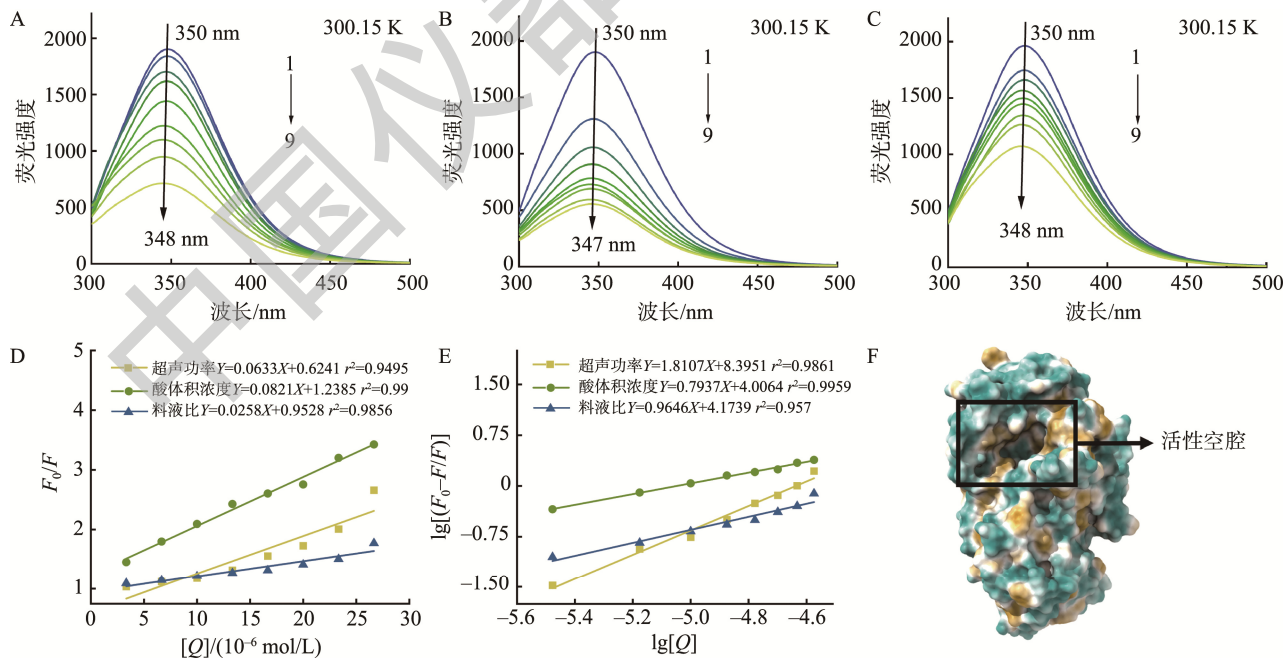 A
300.15 K
350 nm
1
9
348 nm
荧光强度
2000
1500
1000
500
0
300
350
400
450
500
波长/nm
B
300.15 K
350 nm
1
9
347 nm
荧光强度
2000
1500
1000
500
0
300
350
400
450
500
波长/nm
C
300.15 K
350 nm
1
9
348 nm
荧光强度
2000
1500
1000
500
0
300
350
400
450
500
波长/nm
中国仪器
D
超声功率Y=0.0633X+0.6241 r²=0.9495
酸体积浓度Y=0.0821X+1.2385 r²=0.99
料液比Y=0.0258X+0.9528 r²=0.9856
F₀/F
5
4
3
2
1
0
5
10
15
20
25
30
[Q]/(10⁻⁶ mol/L)
E
超声功率Y=1.8107X+8.3951 r²=0.9861
酸体积浓度Y=0.7937X+4.0064 r²=0.9959
料液比Y=0.9646X+4.1739 r²=0.957
lg[(F₀–F/F)]
1.50
0.75
0
–0.75
–1.50
–5.6
–5.4
–5.2
–5.0
–4.8
–4.6
–4.4
lg[Q]
F
活性空腔